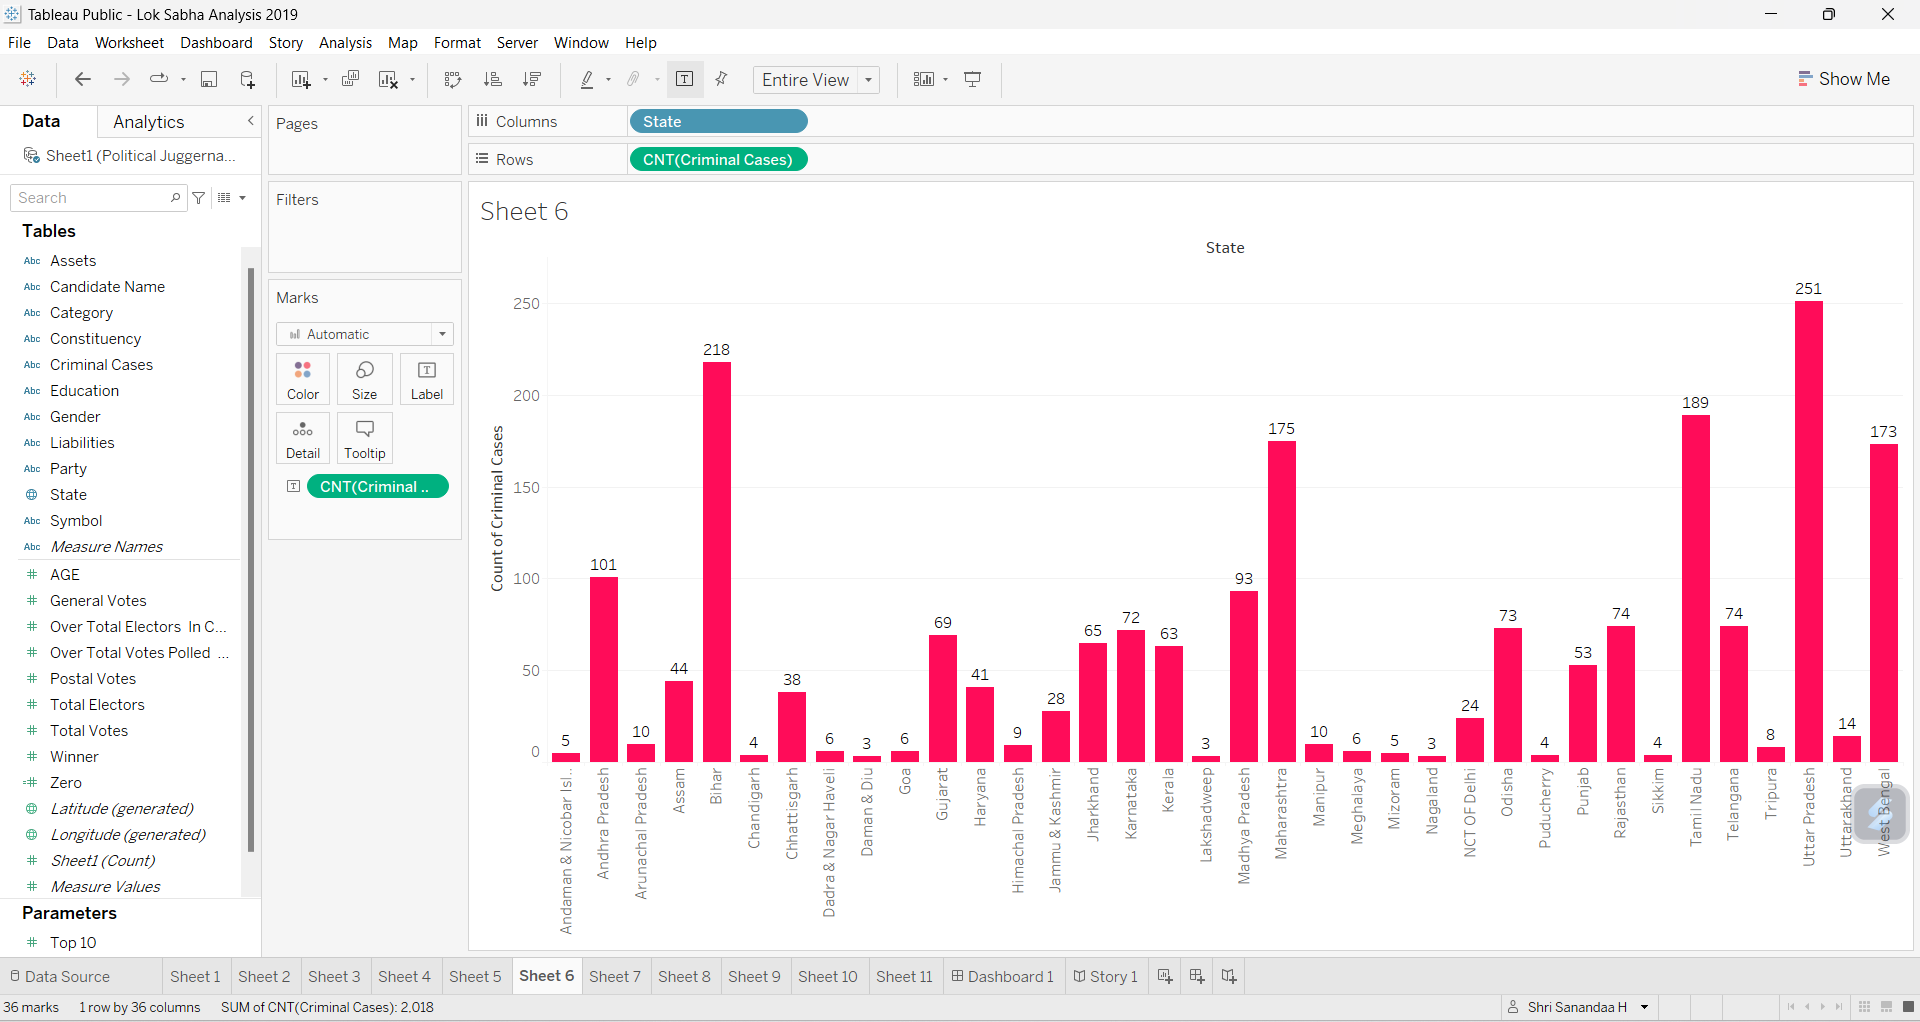 Tableau Public - Lok Sabha Analysis 2019
File Data Worksheet Dashboard Story Analysis Map Format Server Window Help
Entire View
Show Me
Data Analytics
Sheet1 (Political Juggerna...
Search
Tables
Abc Assets
Abc Candidate Name
Abc Category
Abc Constituency
Abc Criminal Cases
Abc Education
Abc Gender
Abc Liabilities
Abc Party
State
Abc Symbol
Abc Measure Names
# AGE
# General Votes
# Over Total Electors In C...
# Over Total Votes Polled ...
# Postal Votes
# Total Electors
# Total Votes
# Winner
=# Zero
Latitude (generated)
Longitude (generated)
# Sheet1 (Count)
# Measure Values
Parameters
# Top 10
Pages
Filters
Marks
Automatic
Color Size Label
Detail Tooltip
T CNT(Criminal ..
Columns State
Rows CNT(Criminal Cases)
Sheet 6
State
Count of Criminal Cases
250
200
150
100
50
0
5 101 10 44 218 4 38 6 3 6 69 41 9 28 65 72 63 3 93 175 10 6 5 3 24 73 4 53 74 4 189 74 8 251 14 173
Andaman & Nicobar Isl..
Andhra Pradesh
Arunachal Pradesh
Assam
Bihar
Chandigarh
Chhattisgarh
Dadra & Nagar Haveli
Daman & Diu
Goa
Gujarat
Haryana
Himachal Pradesh
Jammu & Kashmir
Jharkhand
Karnataka
Kerala
Lakshadweep
Madhya Pradesh
Maharashtra
Manipur
Meghalaya
Mizoram
Nagaland
NCT OF Delhi
Odisha
Puducherry
Punjab
Rajasthan
Sikkim
Tamil Nadu
Telangana
Tripura
Uttar Pradesh
Uttarakhand
West Bengal
Data Source Sheet 1 Sheet 2 Sheet 3 Sheet 4 Sheet 5 Sheet 6 Sheet 7 Sheet 8 Sheet 9 Sheet 10 Sheet 11 Dashboard 1 Story 1
36 marks 1 row by 36 columns SUM of CNT(Criminal Cases): 2,018 Shri Sanandaa H